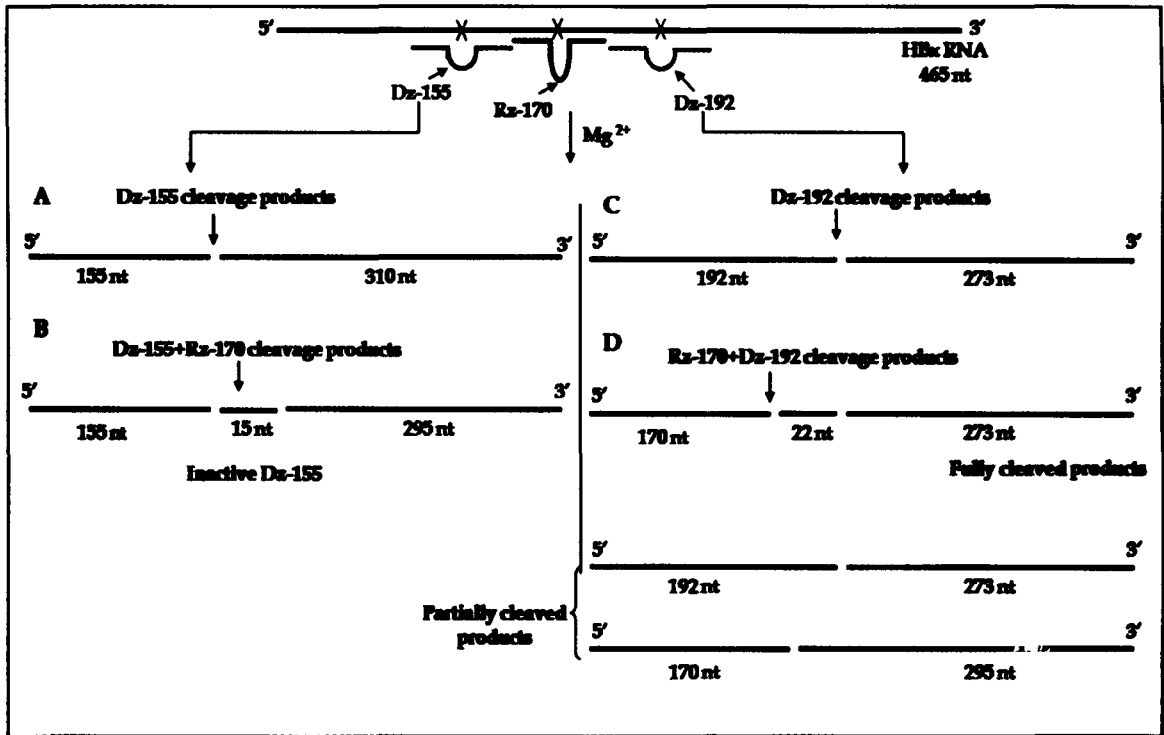 5′ 3′
HBx RNA
465 nt
Dz-155
Rz-170
Dz-192
Mg 2+
A
Dz-155 cleavage products
5′ 3′
155 nt 310 nt
B
Dz-155+Rz-170 cleavage products
5′ 3′
155 nt 15 nt 295 nt
Inactive Dz-155
C
Dz-192 cleavage products
5′ 3′
192 nt 273 nt
D
Rz-170+Dz-192 cleavage products
5′ 3′
170 nt 22 nt 273 nt
Fully cleaved products
5′ 3′
192 nt 273 nt
Partially cleaved
products
5′ 3′
170 nt 295 nt